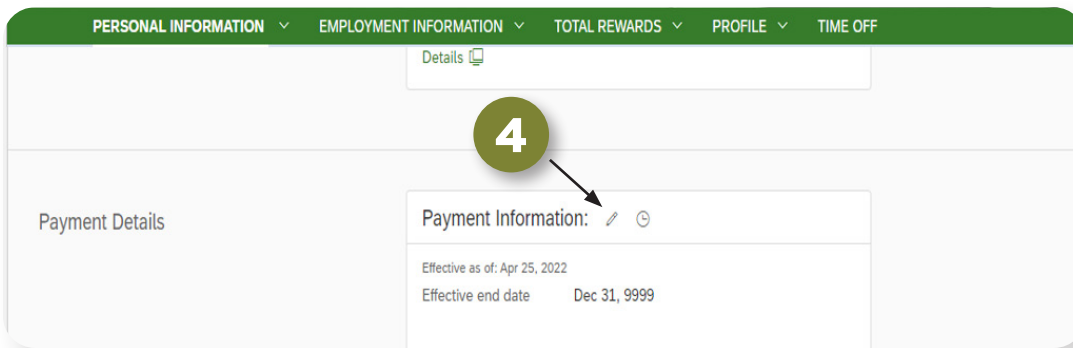 PERSONAL INFORMATION EMPLOYMENT INFORMATION TOTAL REWARDS PROFILE TIME OFF
Details
4
Payment Details
Payment Information:
Effective as of: Apr 25, 2022
Effective end date Dec 31, 9999